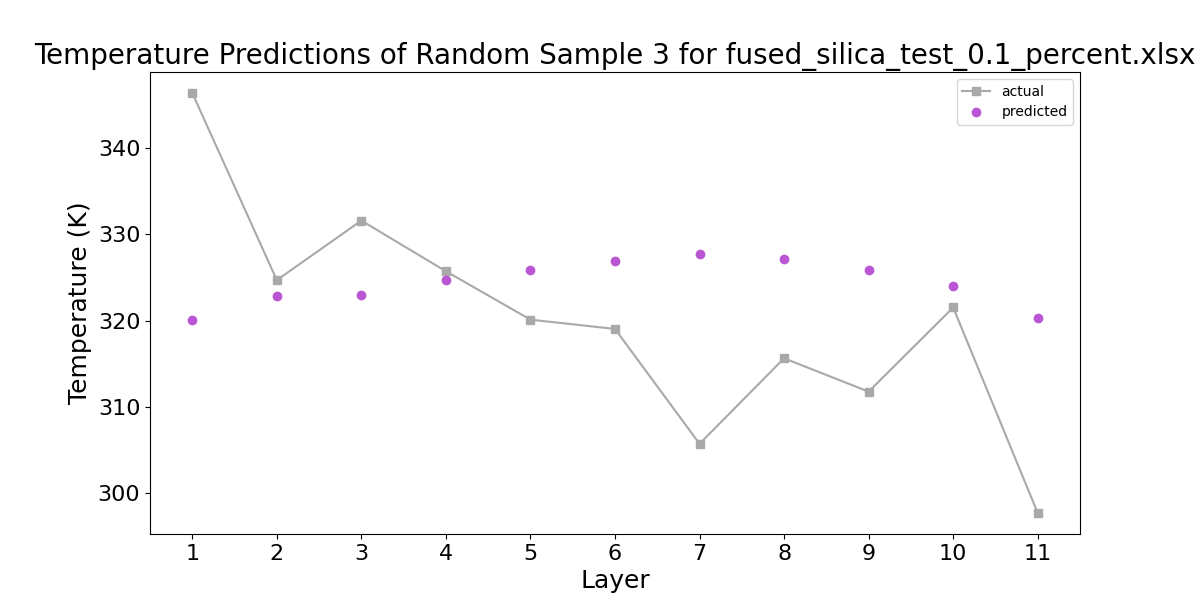 Temperature Predictions of Random Sample 3 for fused_silica_test_0.1_percent.xlsx
actual
predicted
Temperature (K)
340
330
320
310
300
1 2 3 4 5 6 7 8 9 10 11
Layer